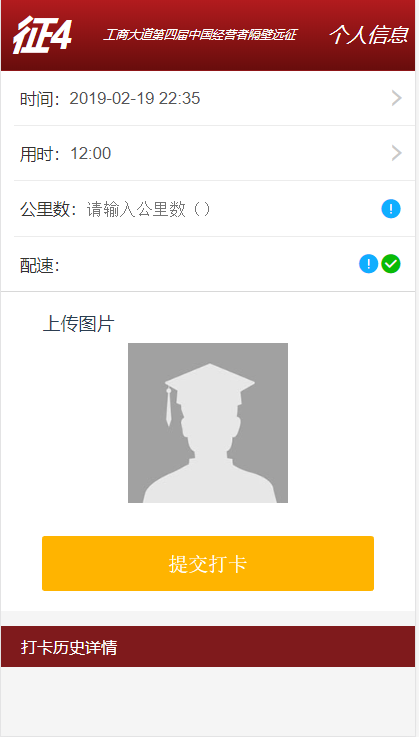 征4 工商大道第四届中国经营者隔壁远征 个人信息
时间：2019-02-19 22:35
用时：12:00
公里数：请输入公里数（）
配速：
上传图片
提交打卡
打卡历史详情